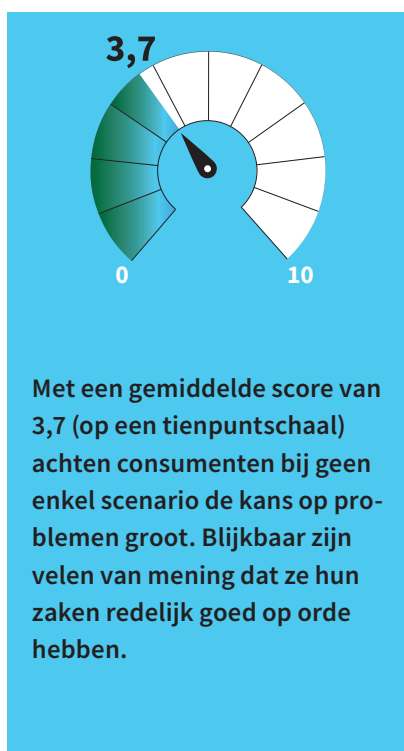 3,7
0
10
Met een gemiddelde score van
3,7 (op een tienpuntschaal)
achten consumenten bij geen
enkel scenario de kans op pro-
blemen groot. Blijkbaar zijn
velen van mening dat ze hun
zaken redelijk goed op orde
hebben.